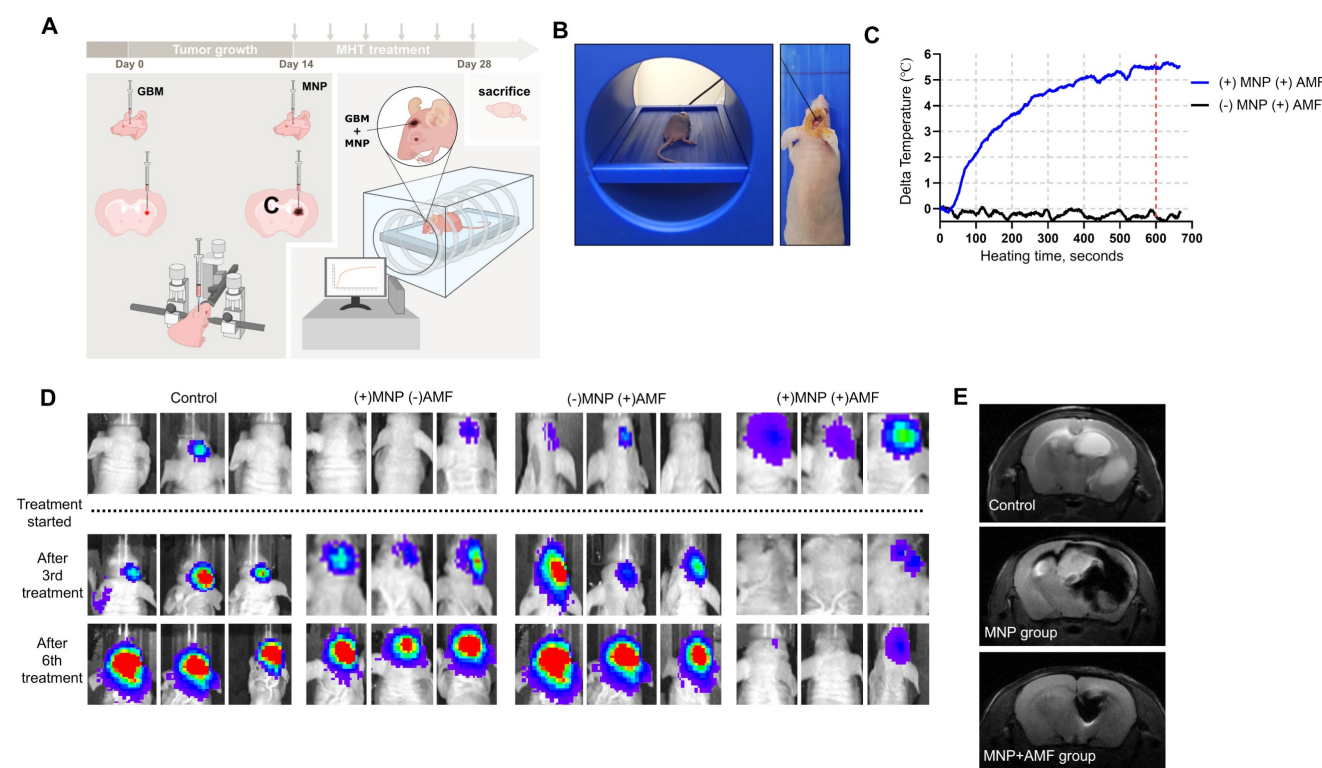 A
Tumor growth
MHT treatment
Day 0
Day 14
Day 28
GBM
MNP
sacrifice
GBM
+
MNP
C
B
C
Delta Temperature (°C)
6
5
4
3
2
1
0
0 100 200 300 400 500 600 700
Heating time, seconds
(+) MNP (+) AMF
(-) MNP (+) AMF
D
Control
(+)MNP (-)AMF
(-)MNP (+)AMF
(+)MNP (+)AMF
Treatment
started
After
3rd
treatment
After
6th
treatment
E
Control
MNP group
MNP+AMF group